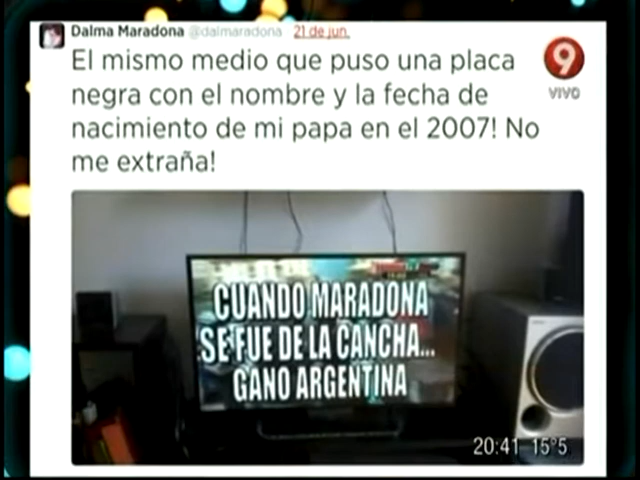 Dalma Maradona @dalmaradona 21 de jun.
El mismo medio que puso una placa
negra con el nombre y la fecha de
nacimiento de mi papa en el 2007! No
me extraña!
9
VIVO
CUANDO MARADONA
SE FUE DE LA CANCHA...
GANO ARGENTINA
20:41 15°5